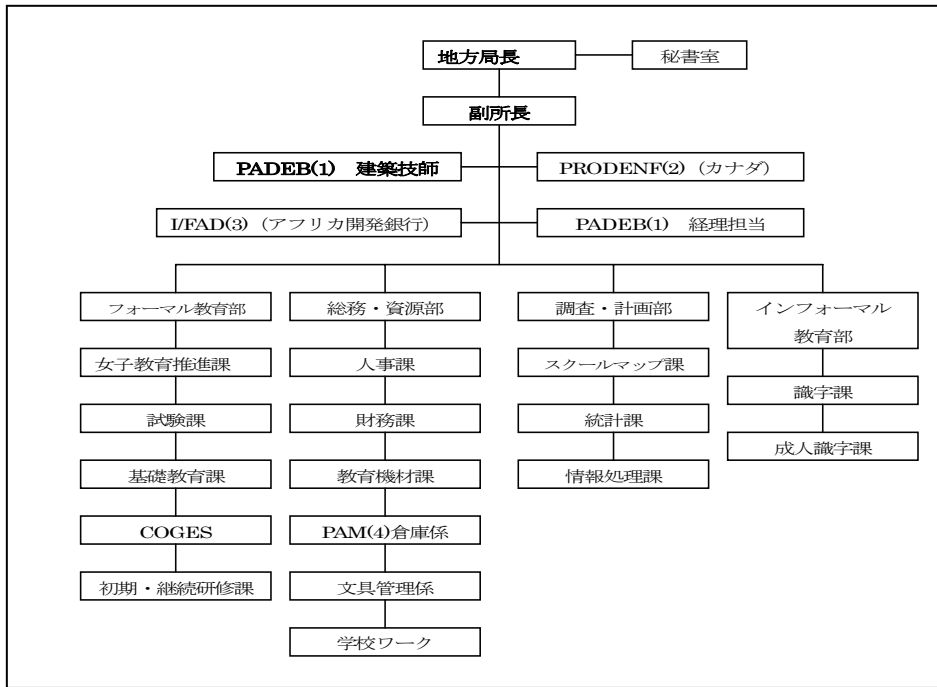 地方局長
秘書室
副所長
PADEB(1) 建築技師
PRODENF(2) (カナダ)
I/FAD(3) (アフリカ開発銀行)
PADEB(1) 経理担当
フォーマル教育部
女子教育推進課
試験課
基礎教育課
COGES
初期・継続研修課
総務・資源部
人事課
財務課
教育機材課
PAM(4)倉庫係
文具管理係
学校ワーク
調査・計画部
スクールマップ課
統計課
情報処理課
インフォーマル
教育部
識字課
成人識字課